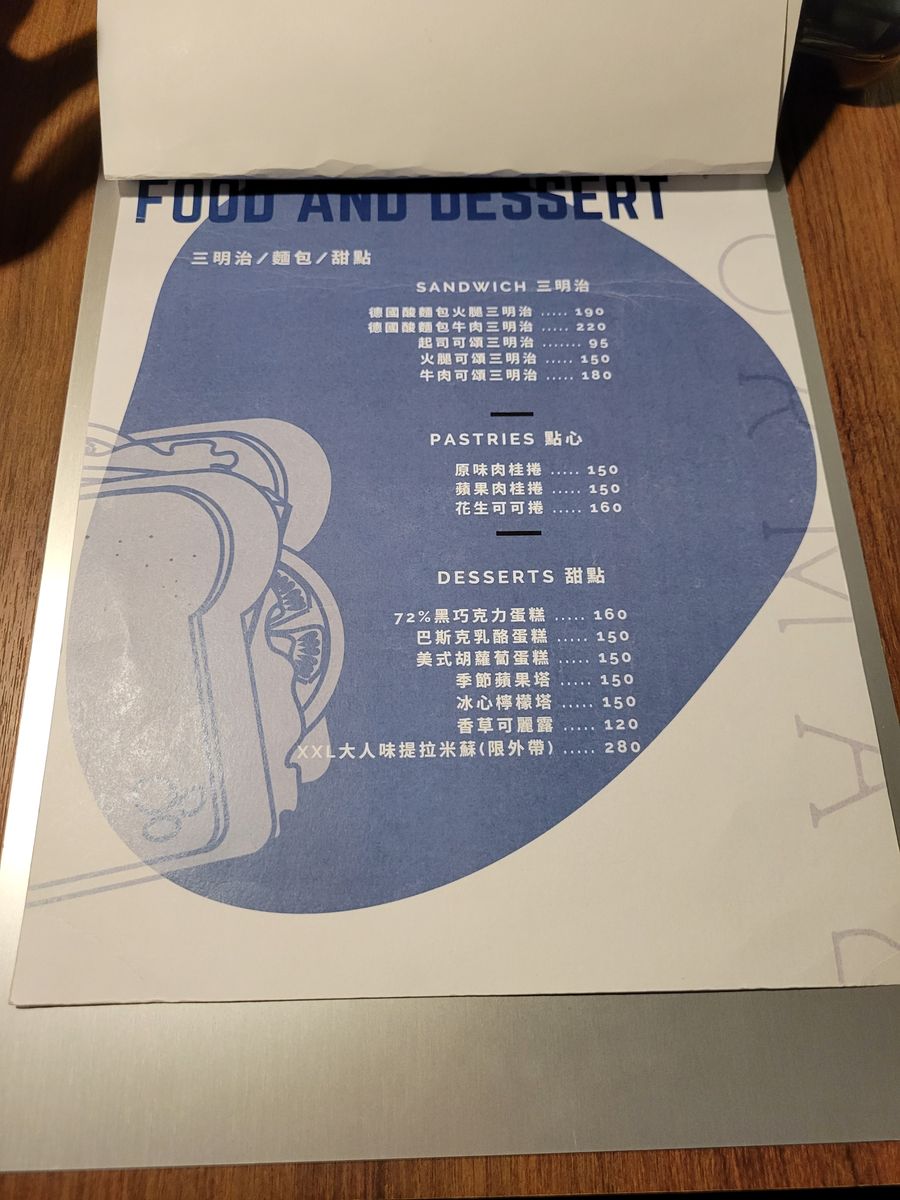 FOOD AND DESSERT
三明治/麵包/甜點
SANDWICH 三明治
德國酸麵包火腿三明治 ..... 190
德國酸麵包牛肉三明治 ..... 220
起司可頌三明治 ....... 95
火腿可頌三明治 ..... 150
牛肉可頌三明治 ..... 180
PASTRIES 點心
原味肉桂捲 ..... 150
蘋果肉桂捲 ..... 150
花生可可捲 ..... 160
DESSERTS 甜點
72%黑巧克力蛋糕 ..... 160
巴斯克乳酪蛋糕 ..... 150
美式胡蘿蔔蛋糕 ..... 150
季節蘋果塔 ..... 150
冰心檸檬塔 ..... 150
香草可麗露 ..... 120
XXL大人味提拉米蘇(限外帶) ..... 280